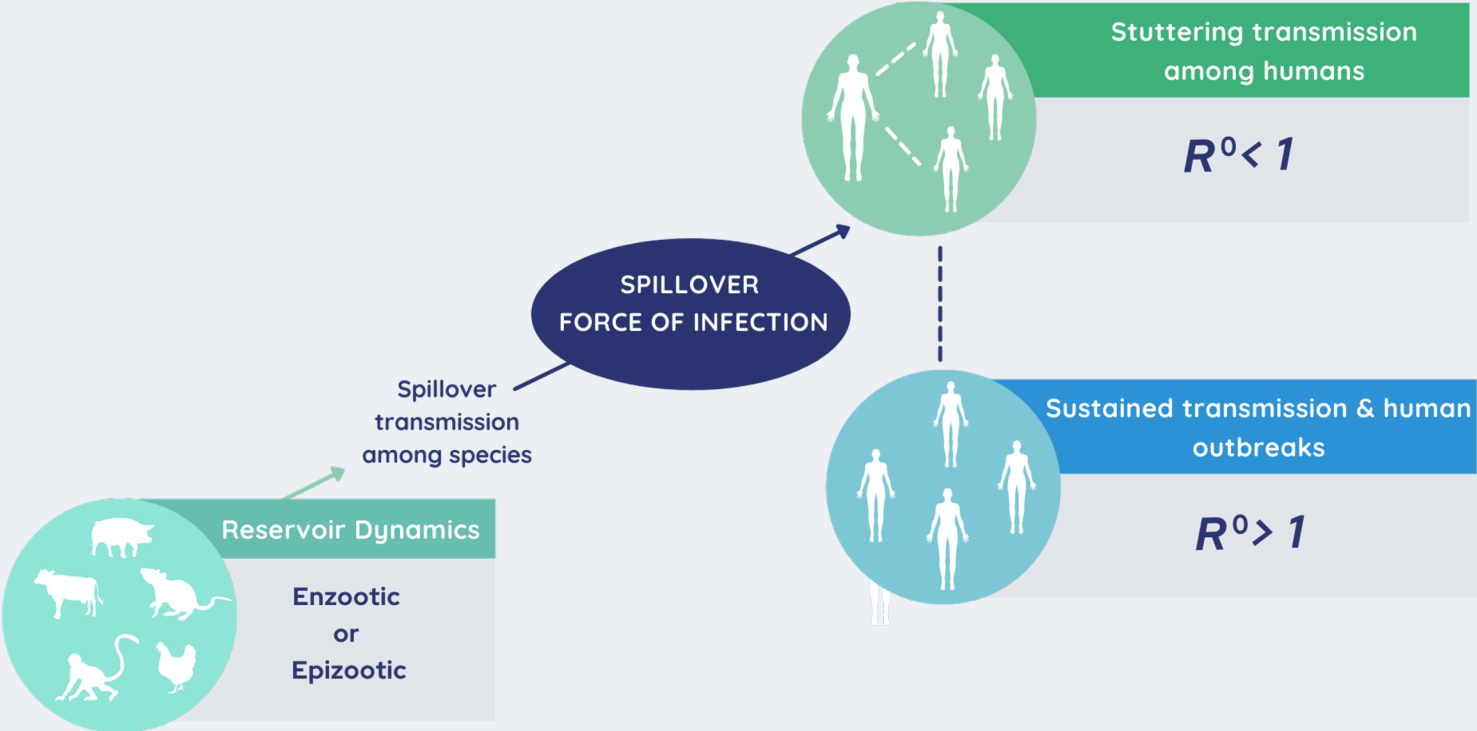 Stuttering transmission
among humans
R⁰< 1
SPILLOVER
FORCE OF INFECTION
Spillover
transmission
among species
Sustained transmission & human
outbreaks
R⁰> 1
Reservoir Dynamics
Enzootic
or
Epizootic